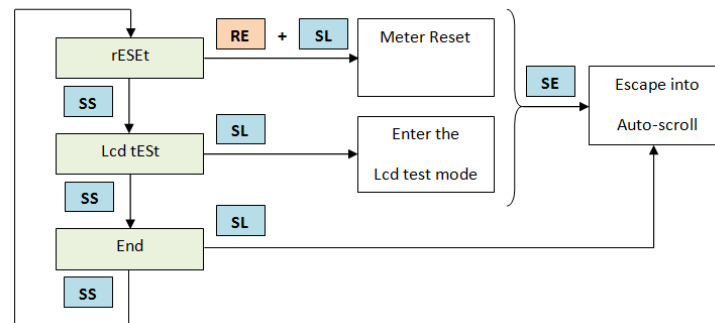 RE + SL
rESEt
Meter Reset
SS
SE
Escape into
Auto-scroll
SL
Lcd tESt
Enter the
Lcd test mode
SS
SL
End
SS